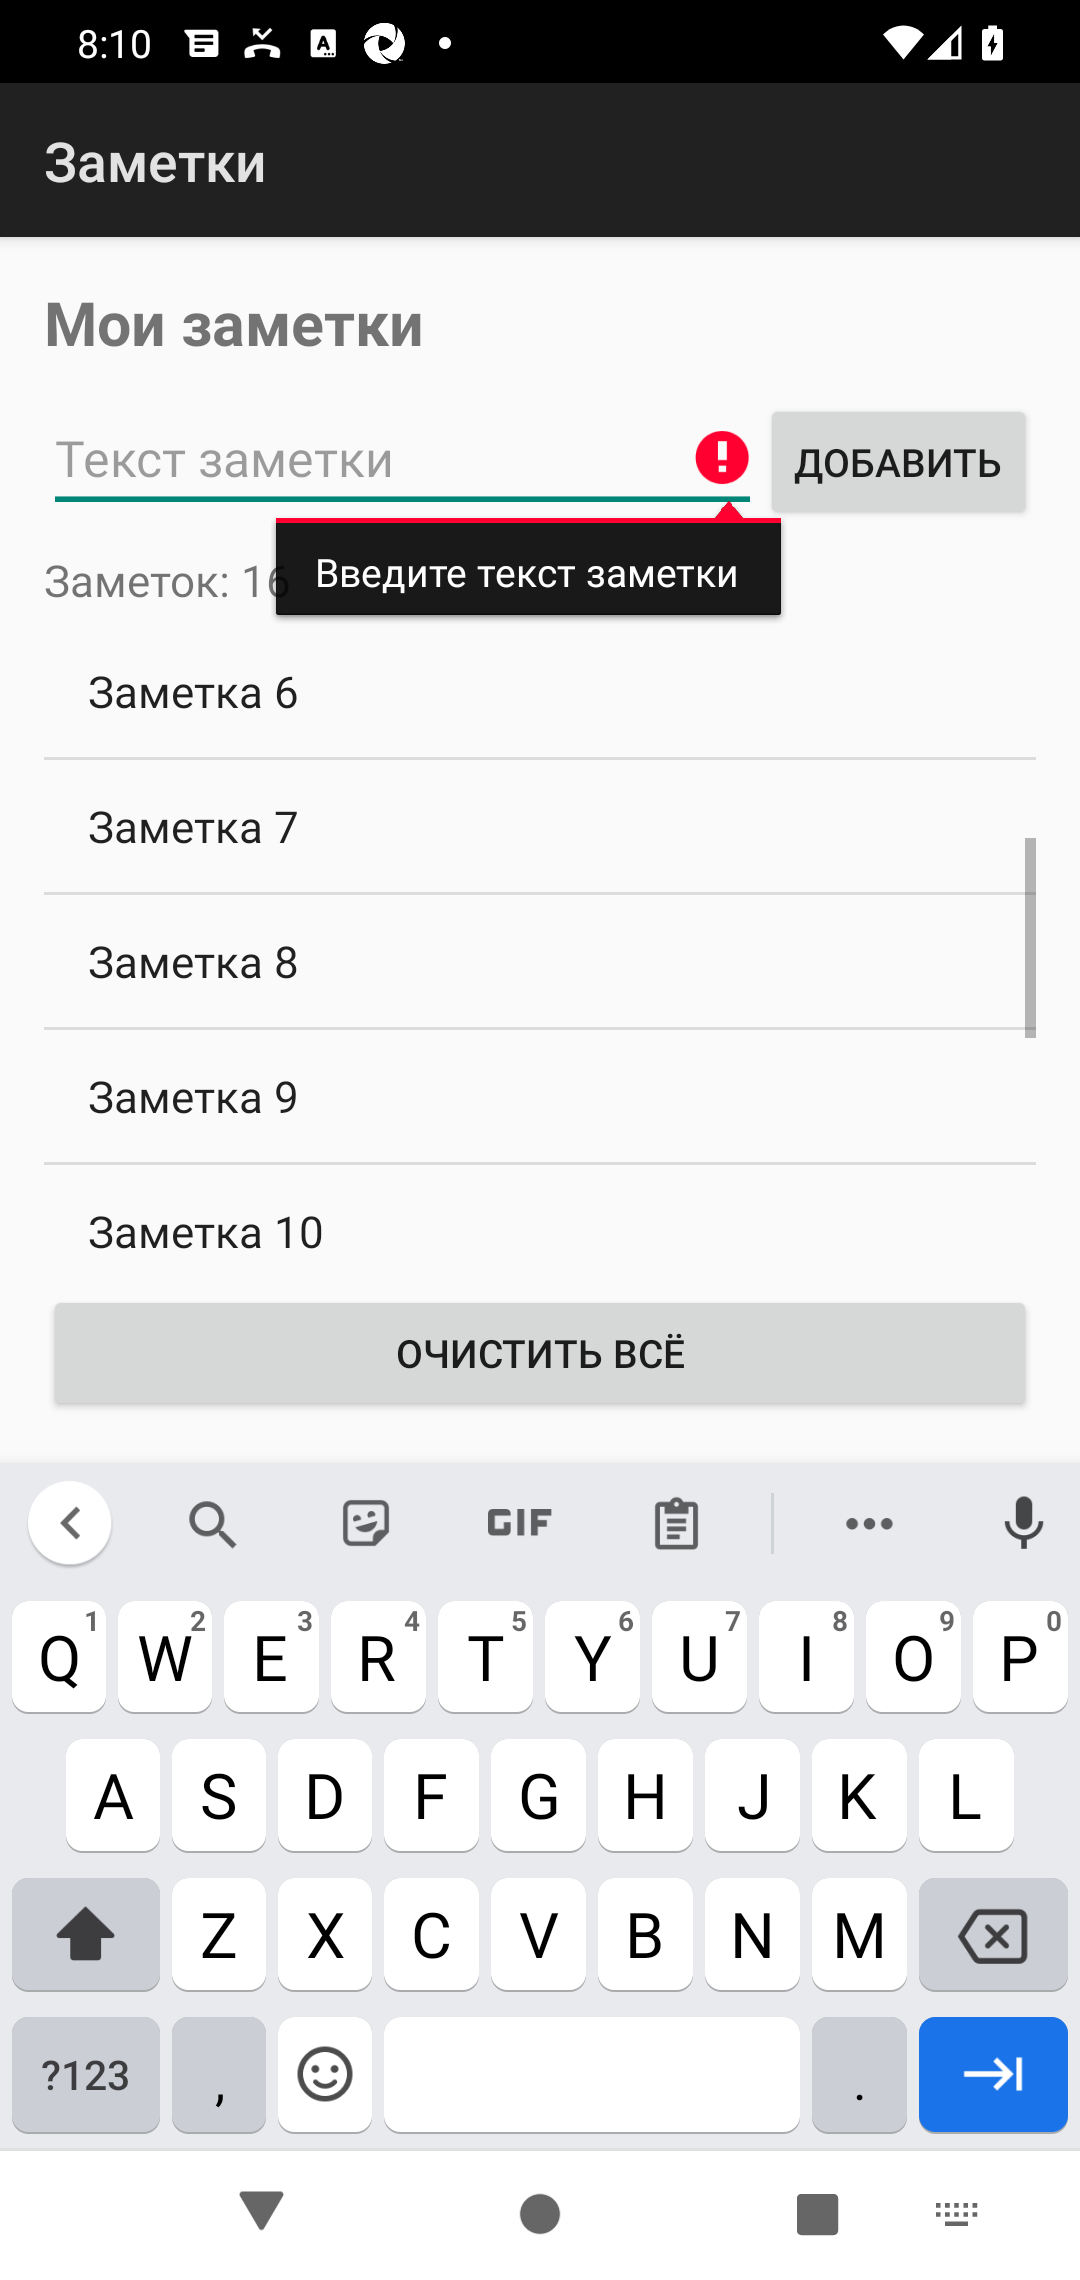 8:10
Заметки
Мои заметки
Текст заметки
ДОБАВИТЬ
Введите текст заметки
Заметок: 16
Заметка 6
Заметка 7
Заметка 8
Заметка 9
Заметка 10
ОЧИСТИТЬ ВСЁ
GIF
Q 1 W 2 E 3 R 4 T 5 Y 6 U 7 I 8 O 9 P 0
A S D F G H J K L
Z X C V B N M
?123 , .